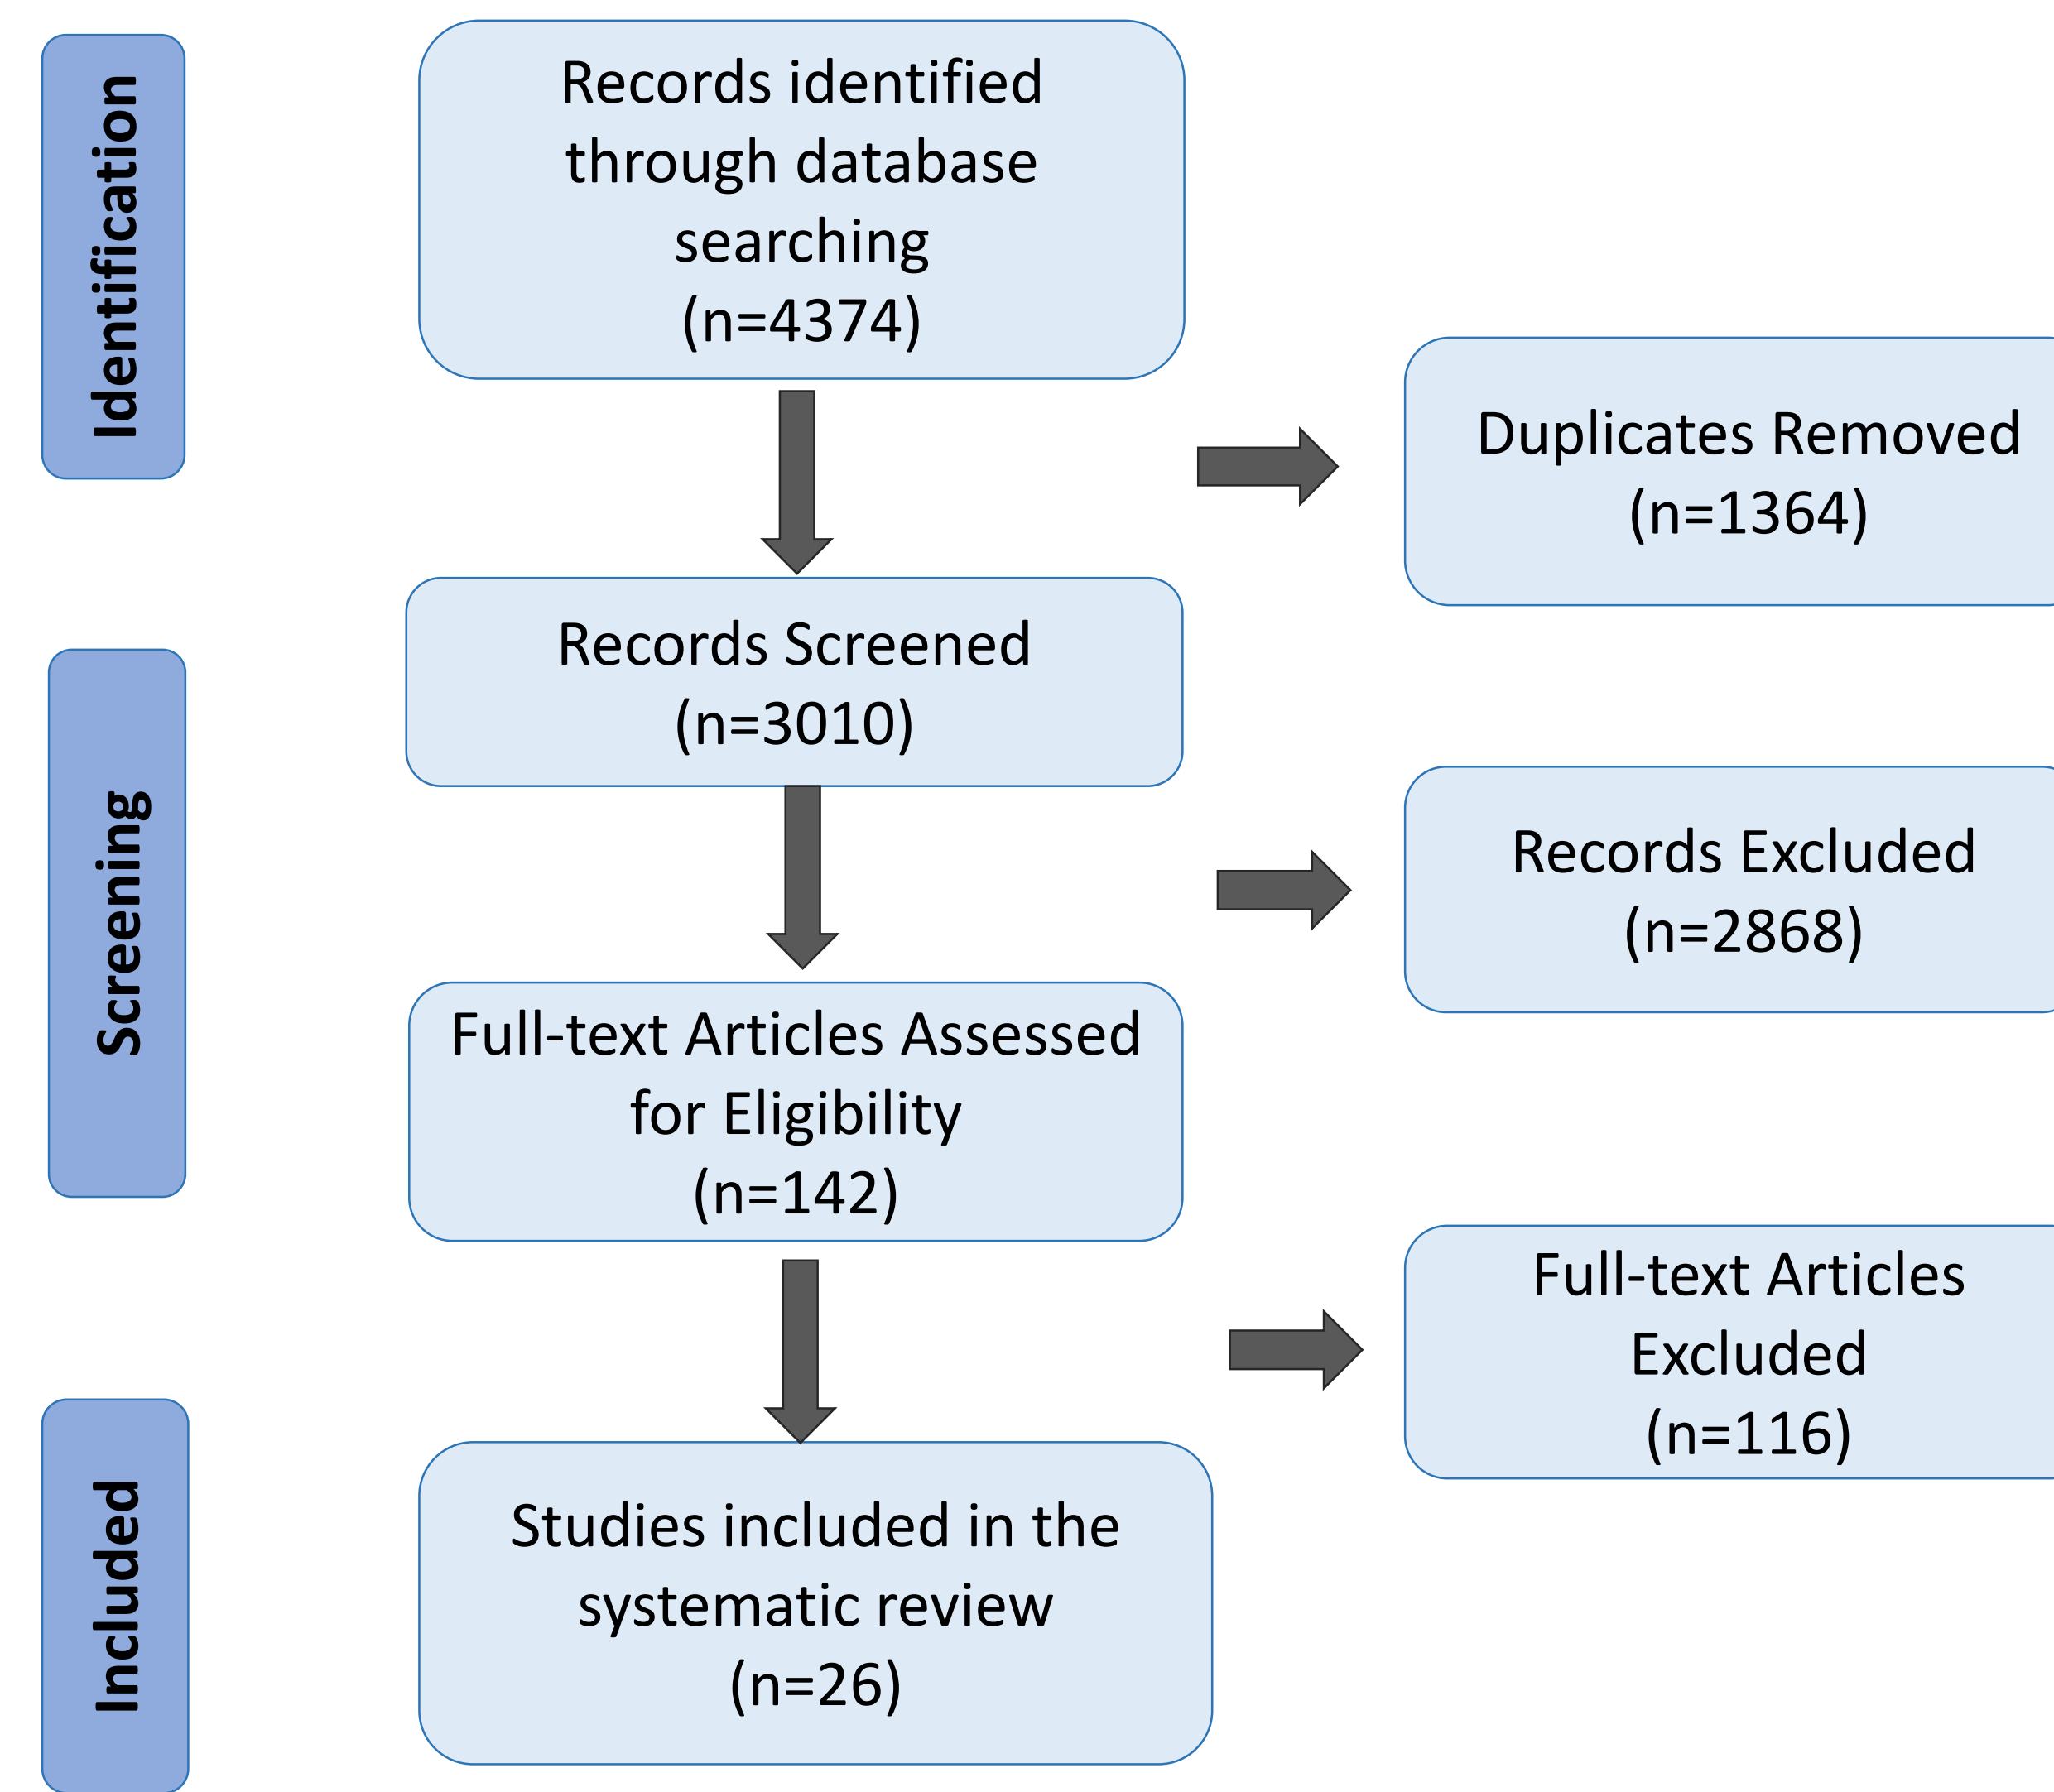 Identification
Records identified
through database
searching
(n=4374)
Duplicates Removed
(n=1364)
Screening
Records Screened
(n=3010)
Records Excluded
(n=2868)
Full-text Articles Assessed
for Eligibility
(n=142)
Full-text Articles
Excluded
(n=116)
Included
Studies included in the
systematic review
(n=26)